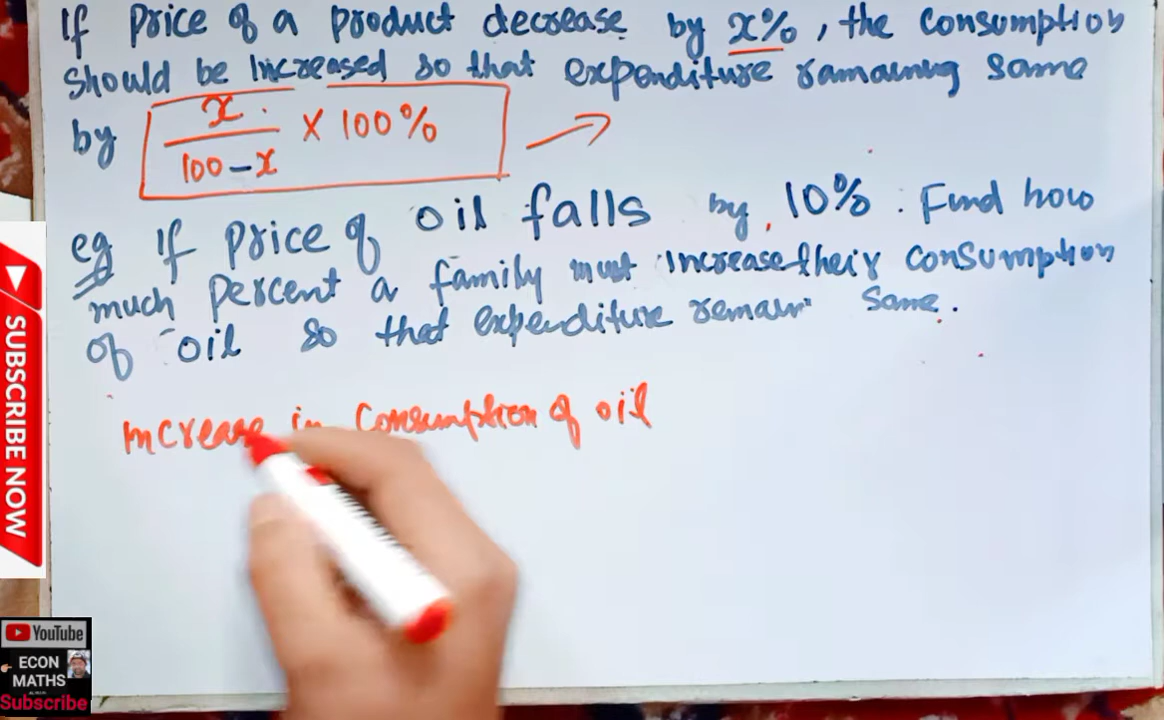 If price of a product decrease by x%, the consumption
should be increased so that expenditure ramaining same
by x/100-x × 100%
eg If price of oil falls by 10%. Find how
much percent a family must increase their consumption
of oil so that expenditure remain same.
increase in consumption of oil
SUBSCRIBE NOW
YouTube
ECON
MATHS
Subscribe